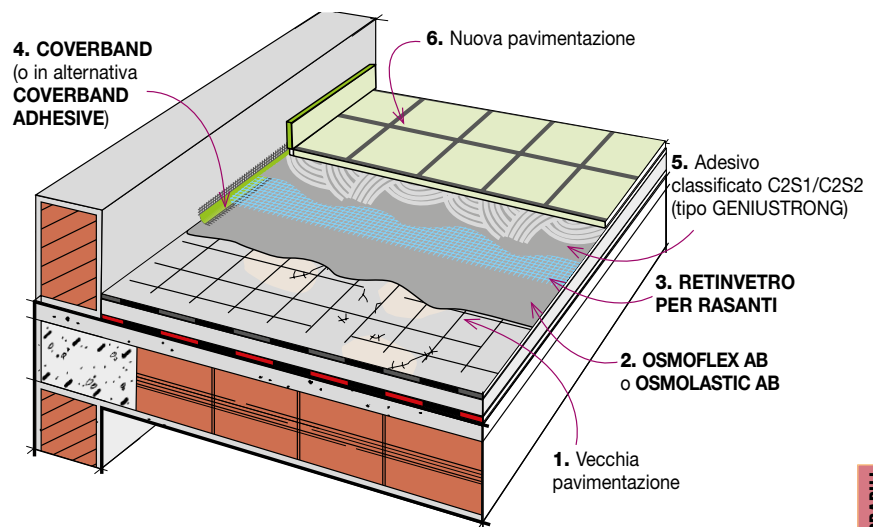 4. COVERBAND
(o in alternativa
COVERBAND
ADHESIVE)
6. Nuova pavimentazione
5. Adesivo
classificato C2S1/C2S2
(tipo GENIUSTRONG)
3. RETINVETRO
PER RASANTI
2. OSMOFLEX AB
o OSMOLASTIC AB
1. Vecchia
pavimentazione